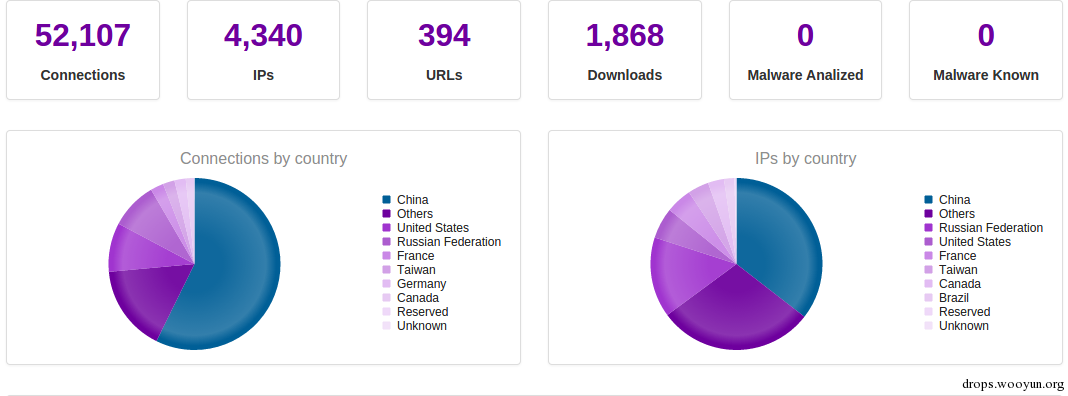 52,107
Connections
4,340
IPs
394
URLs
1,868
Downloads
0
Malware Analized
0
Malware Known
Connections by country
China
Others
United States
Russian Federation
France
Taiwan
Germany
Canada
Reserved
Unknown
IPs by country
China
Others
Russian Federation
United States
France
Taiwan
Canada
Brazil
Reserved
Unknown
drops.wooyun.org